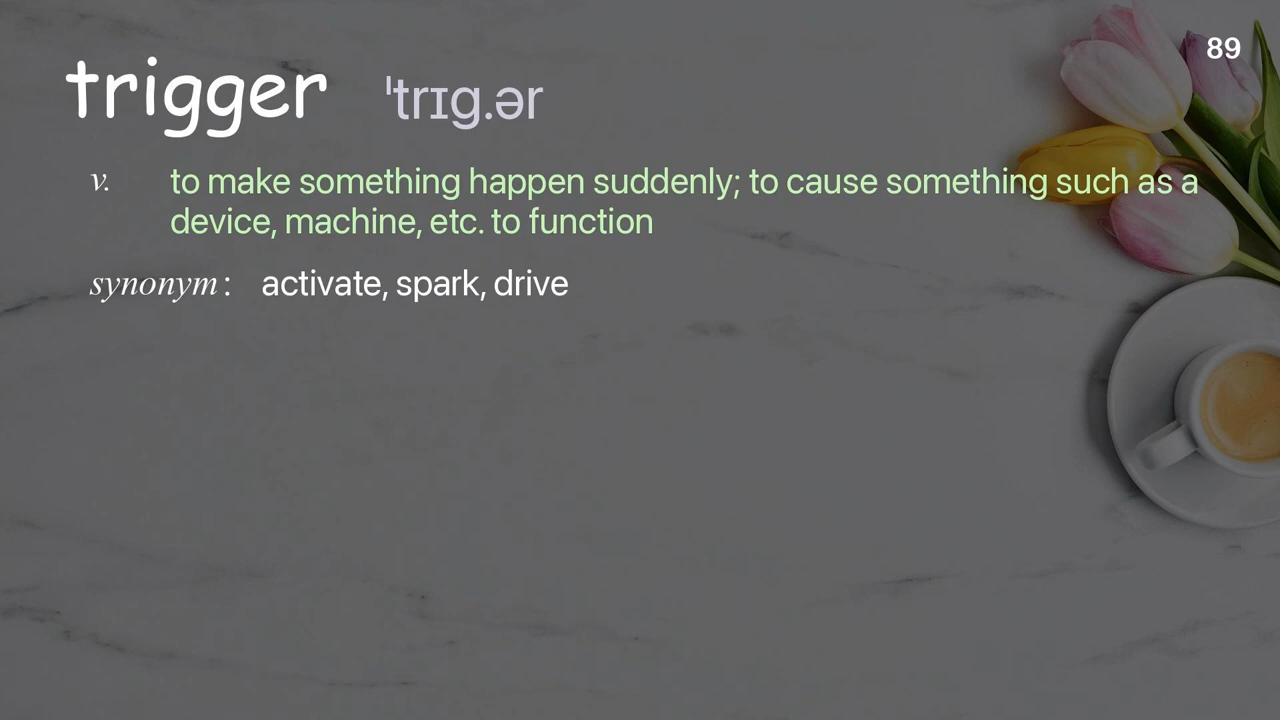 89
trigger ˈtrɪg.ər
v. to make something happen suddenly; to cause something such as a
device, machine, etc. to function
synonym: activate, spark, drive